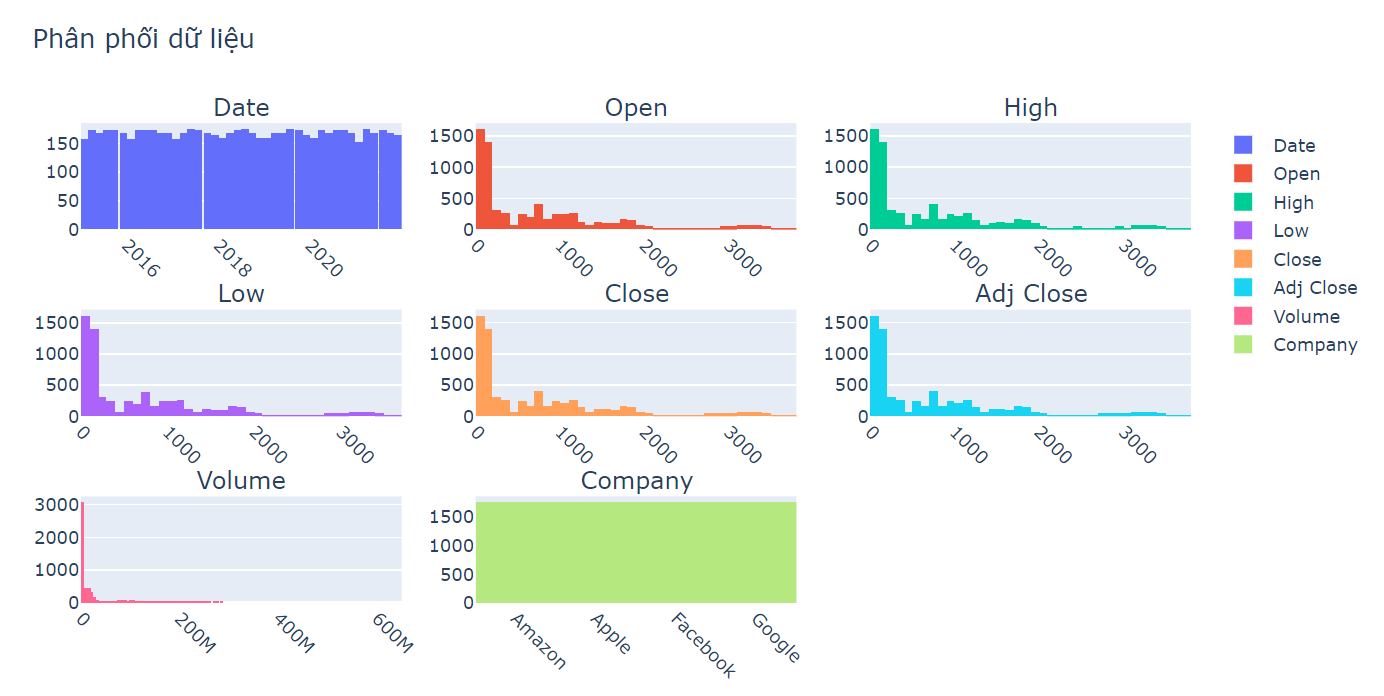 Phân phối dữ liệu
Date
Open
High
150
100
50
0
2016
2018
2020
1500
1000
500
0
0
1000
2000
3000
1500
1000
500
0
0
1000
2000
3000
Date
Open
High
Low
Close
Adj Close
Volume
Company
Low
Close
Adj Close
1500
1000
500
0
0
1000
2000
3000
1500
1000
500
0
0
1000
2000
3000
1500
1000
500
0
0
1000
2000
3000
Volume
Company
3000
2000
1000
0
0
200M
400M
600M
1500
1000
500
0
Amazon
Apple
Facebook
Google